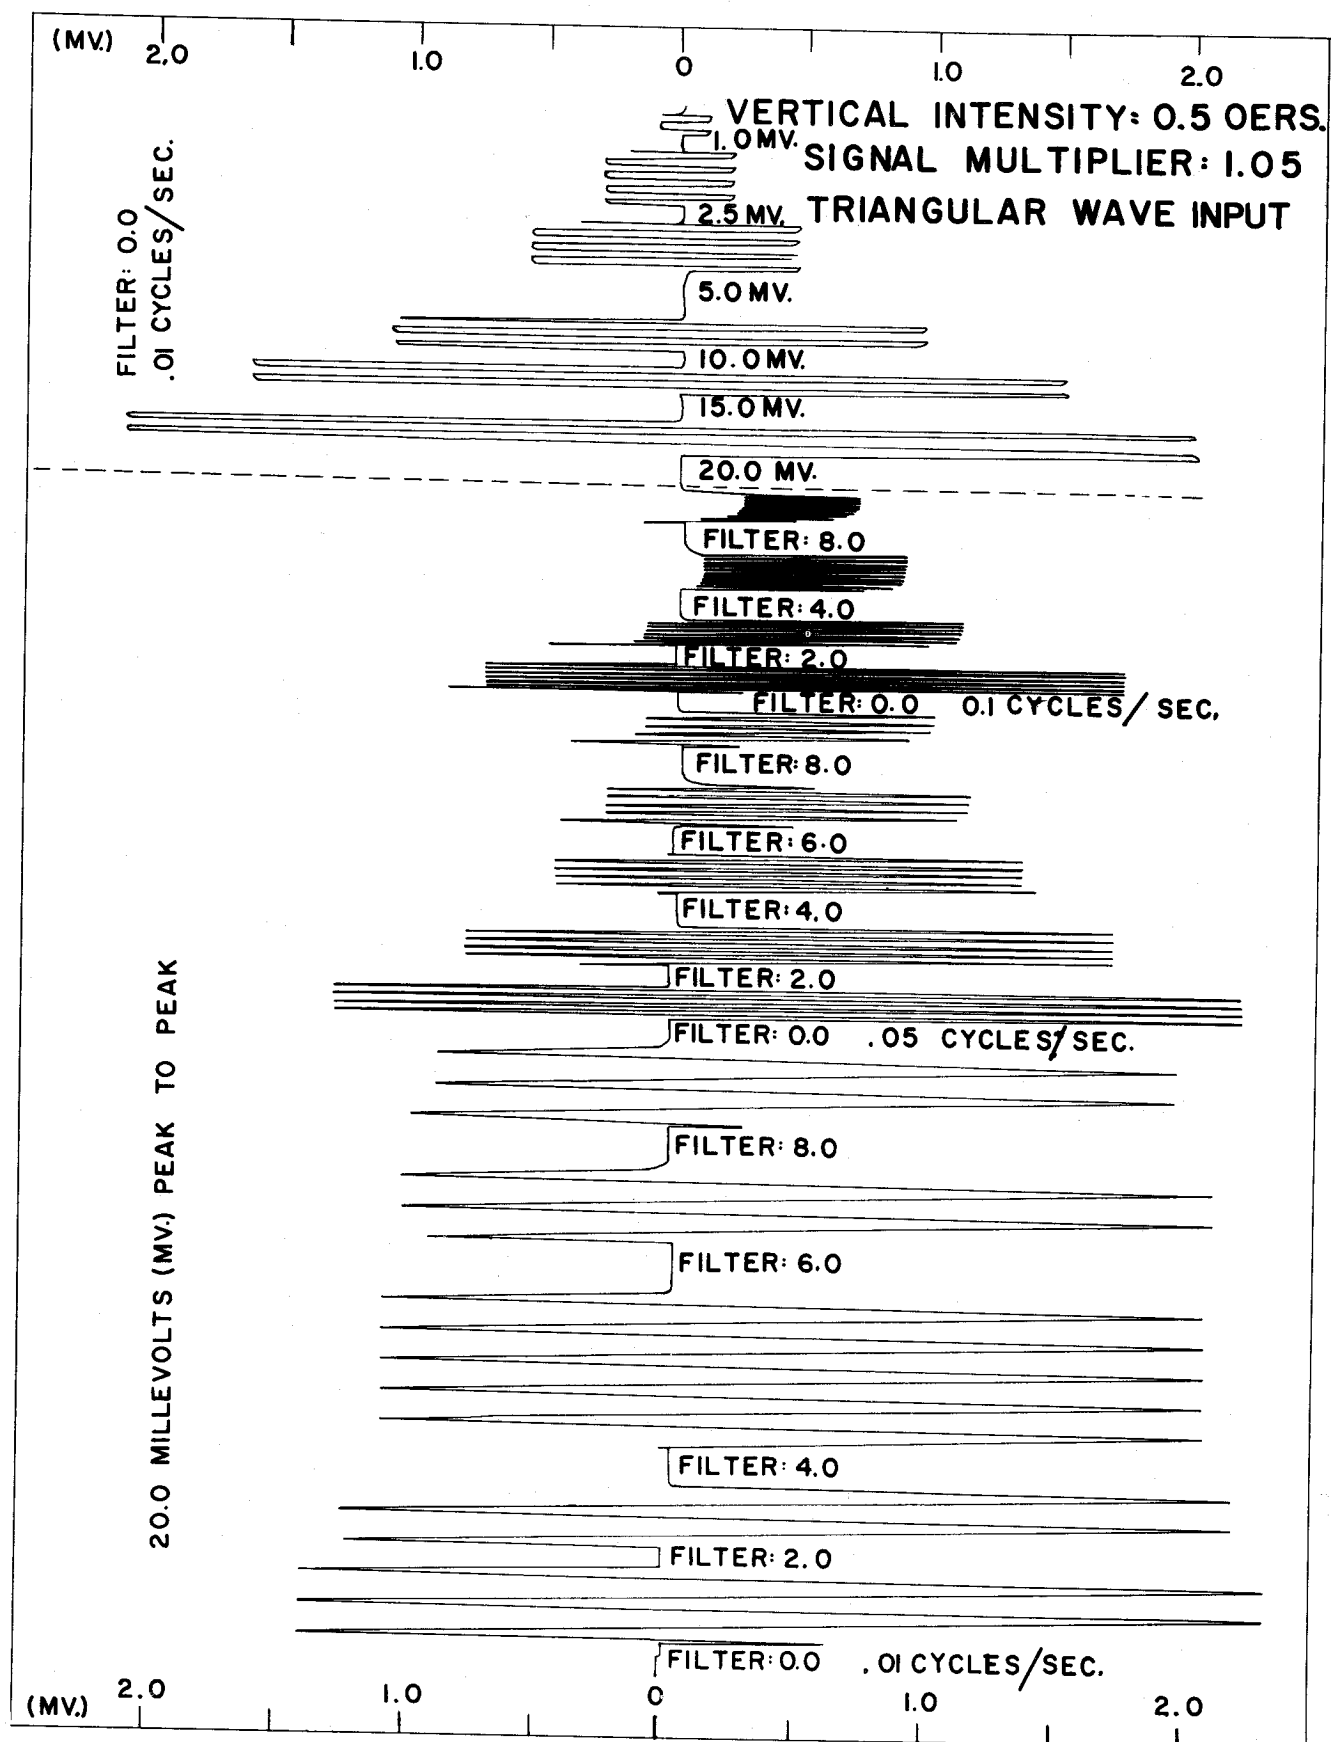 (MV.) 2.0 1.0 0 1.0 2.0
VERTICAL INTENSITY: 0.5 OERS.
1.0 MV.
SIGNAL MULTIPLIER: 1.05
2.5 MV.
TRIANGULAR WAVE INPUT
FILTER: 0.0
.01 CYCLES/SEC.
5.0 MV.
10.0 MV.
15.0 MV.
20.0 MV.
FILTER: 8.0
FILTER: 4.0
FILTER: 2.0
FILTER: 0.0 0.1 CYCLES/SEC.
FILTER: 8.0
FILTER: 6.0
FILTER: 4.0
FILTER: 2.0
FILTER: 0.0 .05 CYCLES/SEC.
20.0 MILLEVOLTS (MV.) PEAK TO PEAK
FILTER: 8.0
FILTER: 6.0
FILTER: 4.0
FILTER: 2.0
FILTER: 0.0 .01 CYCLES/SEC.
(MV.) 2.0 1.0 0 1.0 2.0